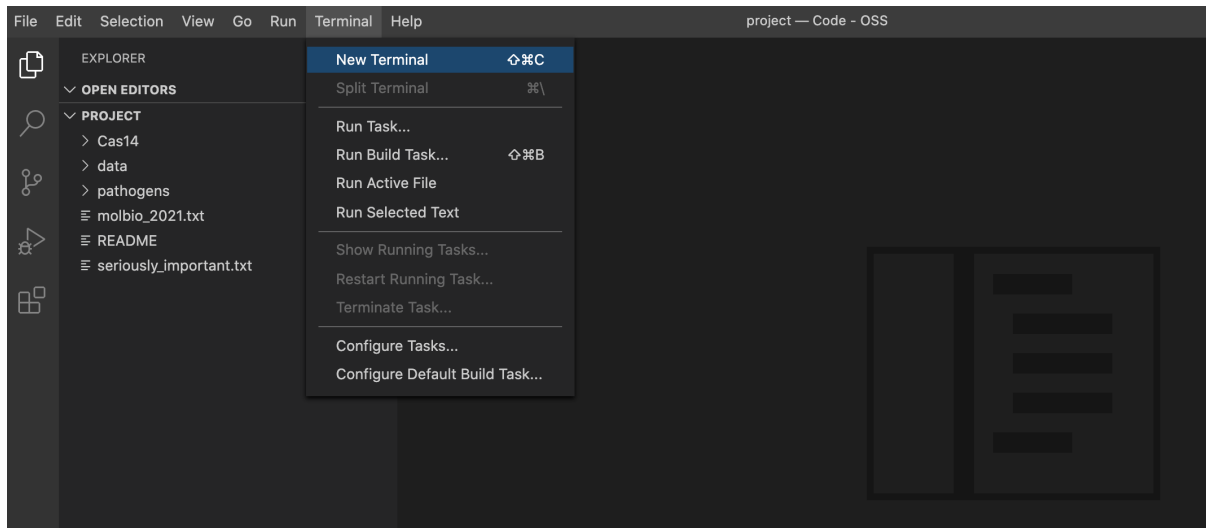 File Edit Selection View Go Run Terminal Help project — Code - OSS
EXPLORER
OPEN EDITORS
PROJECT
Cas14
data
pathogens
molbio_2021.txt
README
seriously_important.txt
New Terminal ⇧⌘C
Split Terminal ⌘\
Run Task...
Run Build Task... ⇧⌘B
Run Active File
Run Selected Text
Show Running Tasks...
Restart Running Task...
Terminate Task...
Configure Tasks...
Configure Default Build Task...